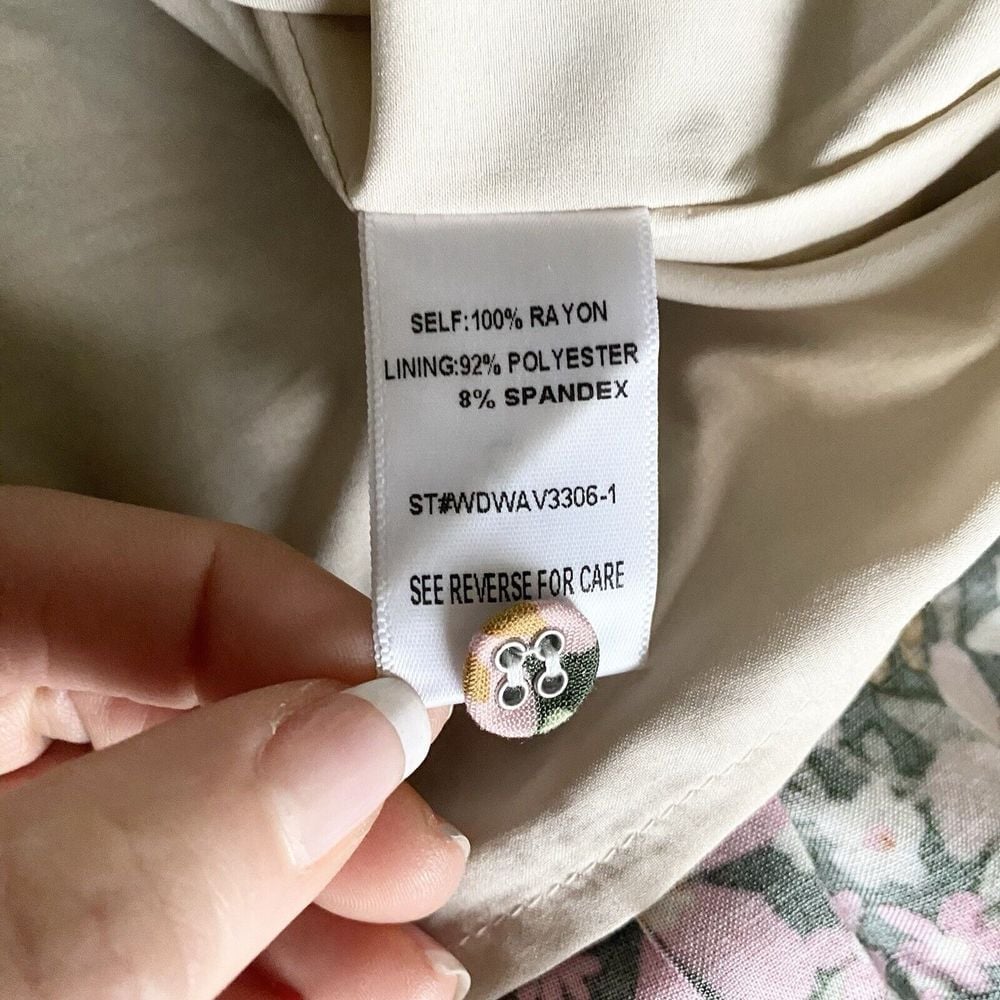 SELF:100% RAYON
LINING:92% POLYESTER
8% SPANDEX
ST#WDWAV3306-1
SEE REVERSE FOR CARE